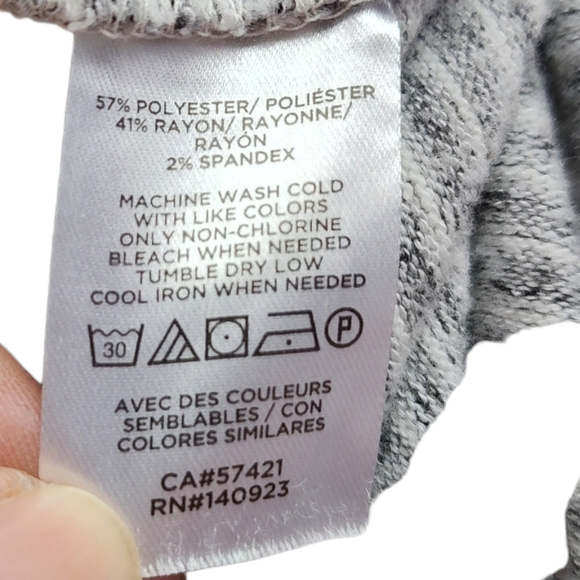 57% POLYESTER/ POLIÉSTER
41% RAYON/ RAYONNE/
RAYÓN
2% SPANDEX
MACHINE WASH COLD
WITH LIKE COLORS
ONLY NON-CHLORINE
BLEACH WHEN NEEDED
TUMBLE DRY LOW
COOL IRON WHEN NEEDED
30
P
AVEC DES COULEURS
SEMBLABLES / CON
COLORES SIMILARES
CA#57421
RN#140923